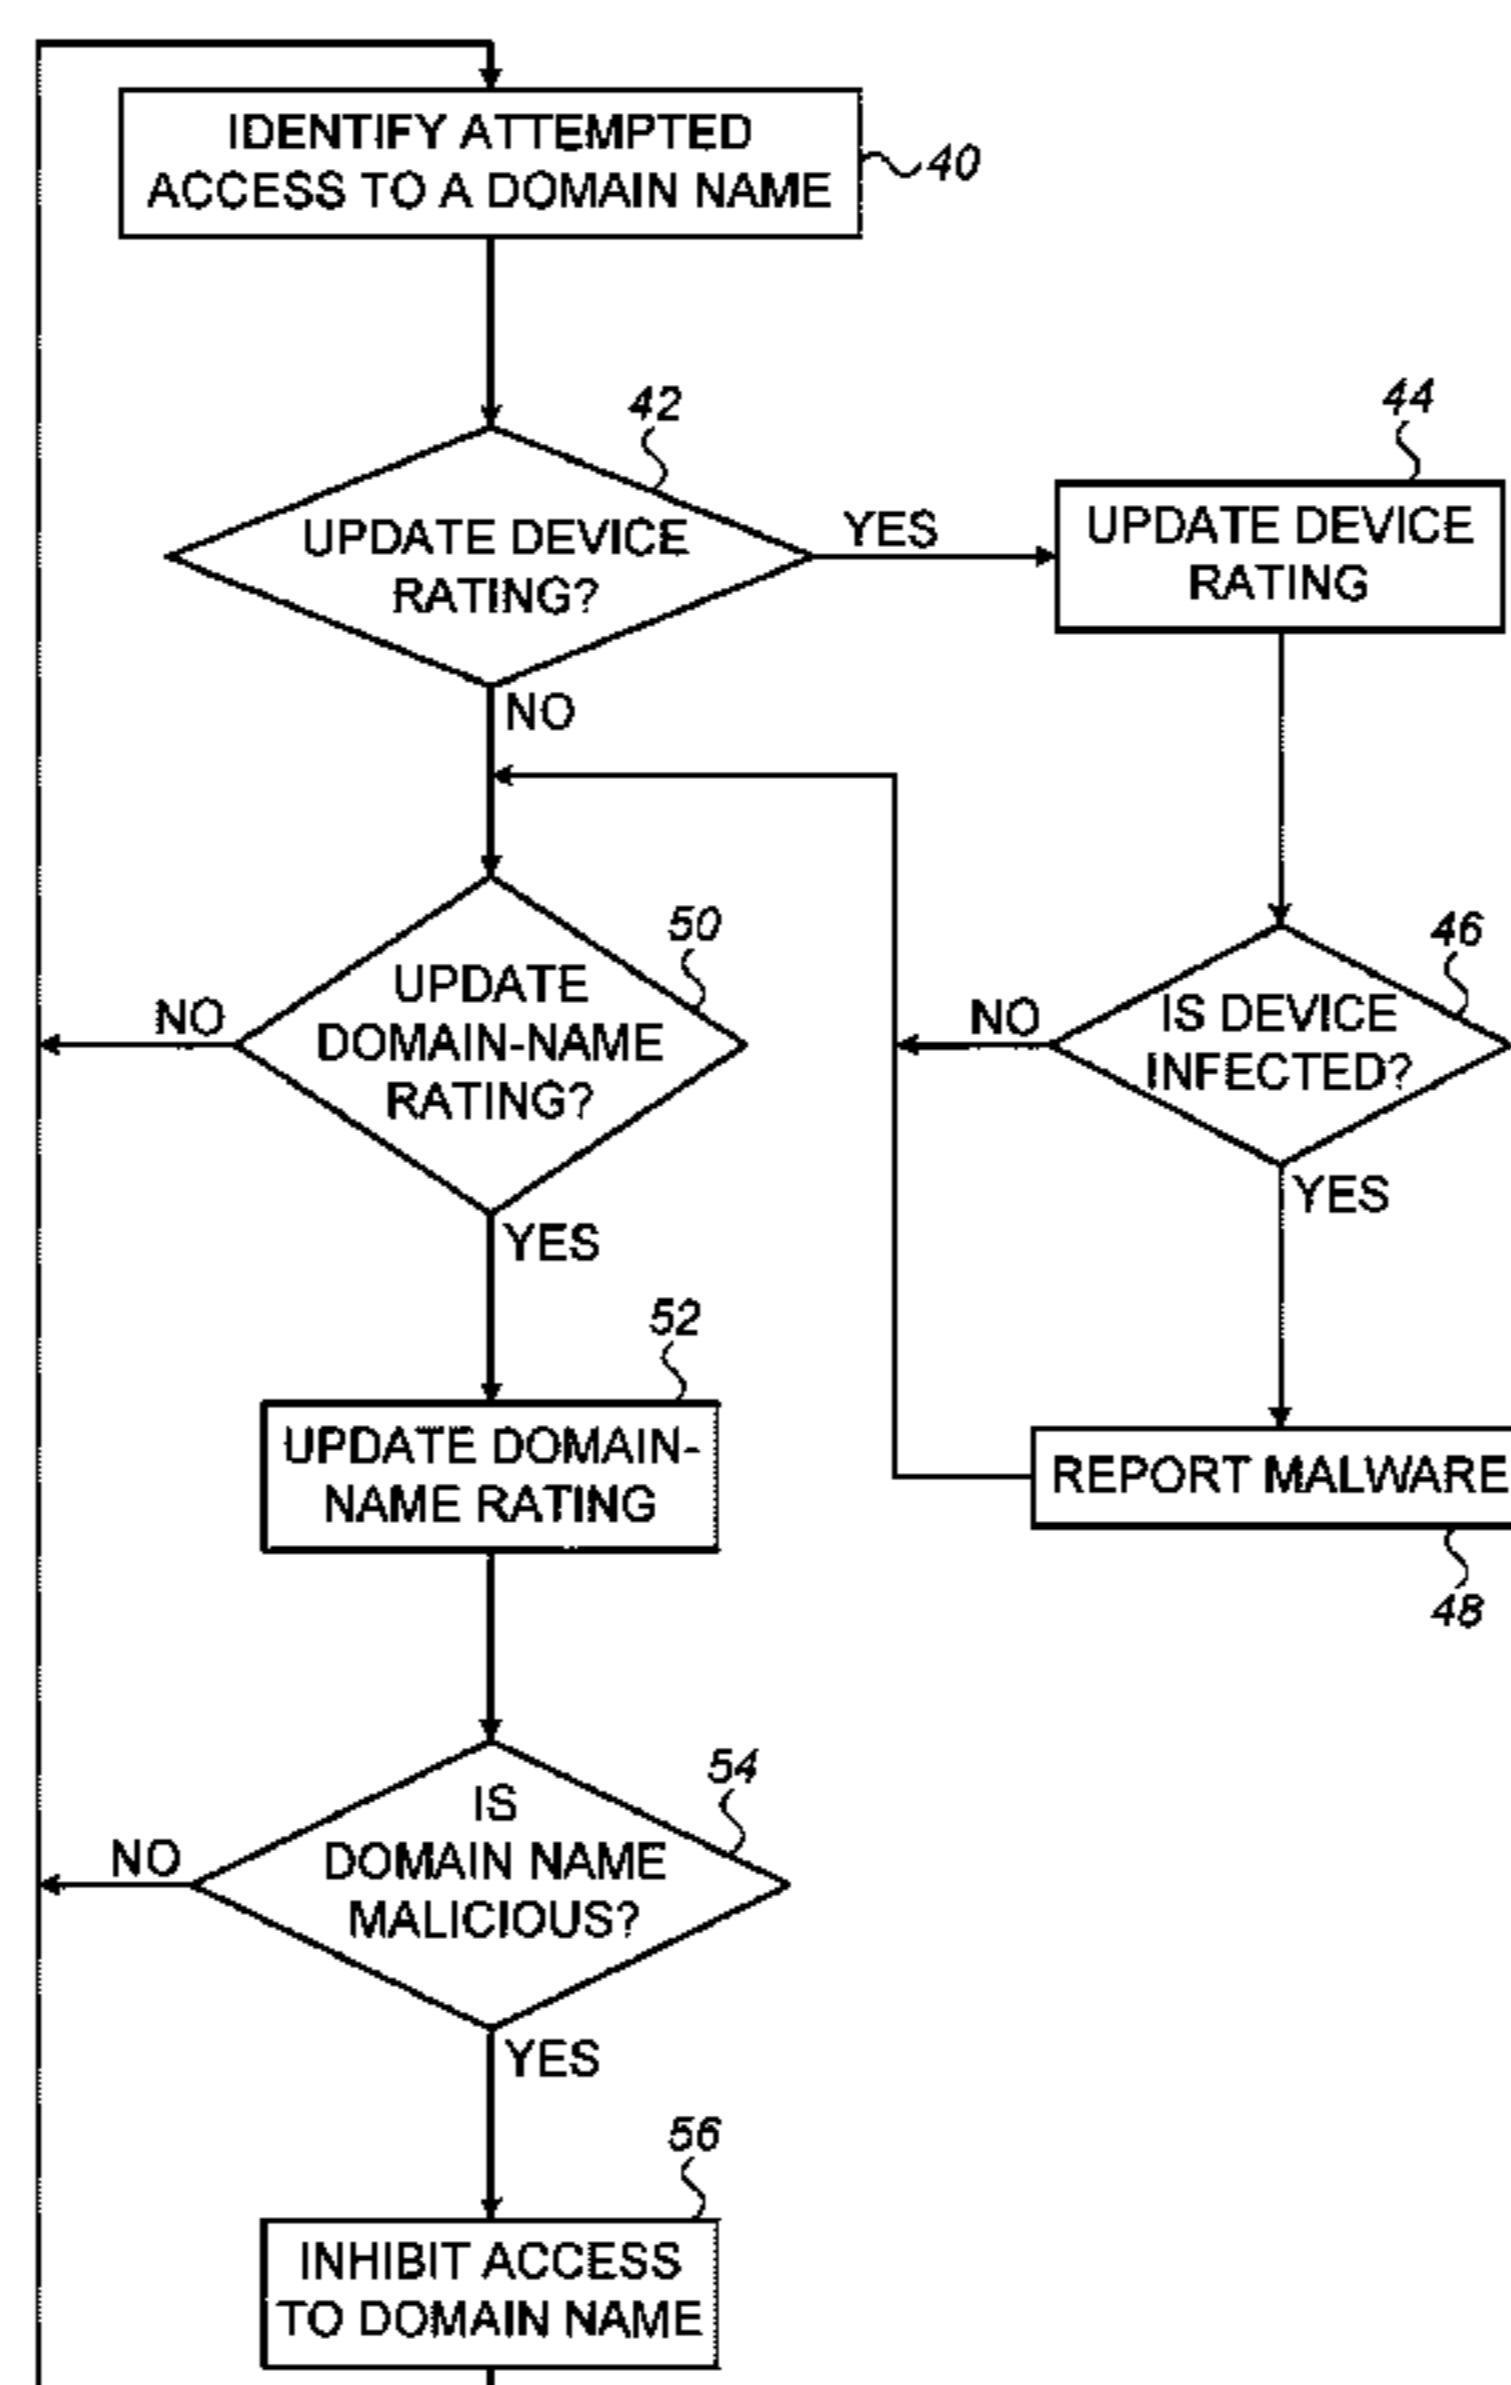 IDENTIFY ATTEMPTED
ACCESS TO A DOMAIN NAME
40
42
UPDATE DEVICE
RATING?
YES
44
UPDATE DEVICE
RATING
NO
50
UPDATE
DOMAIN-NAME
RATING?
NO
46
IS DEVICE
INFECTED?
NO
YES
YES
52
UPDATE DOMAIN-
NAME RATING
REPORT MALWARE
48
54
IS
DOMAIN NAME
MALICIOUS?
NO
YES
56
INHIBIT ACCESS
TO DOMAIN NAME